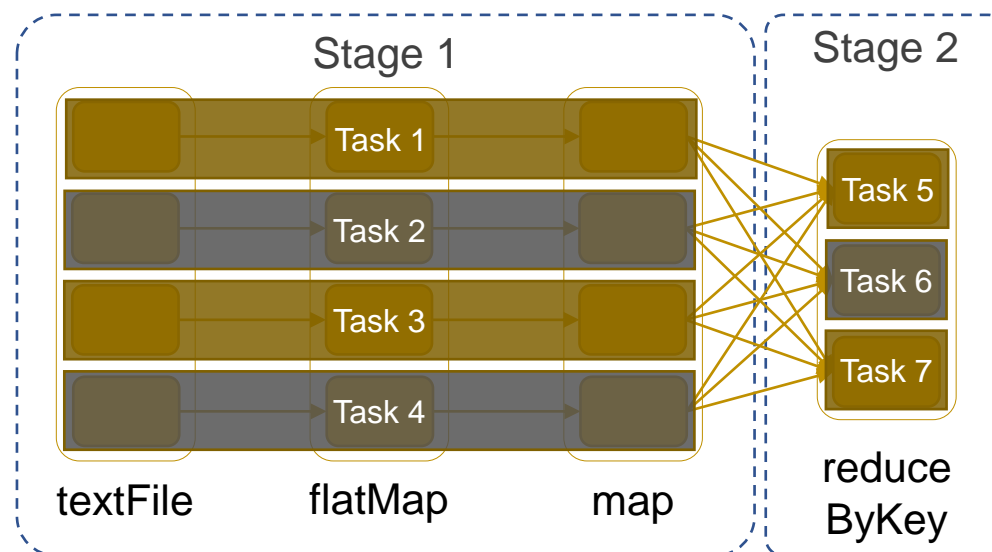 Stage 1
Stage 2
Task 1
Task 2
Task 3
Task 4
Task 5
Task 6
Task 7
textFile
flatMap
map
reduce
ByKey